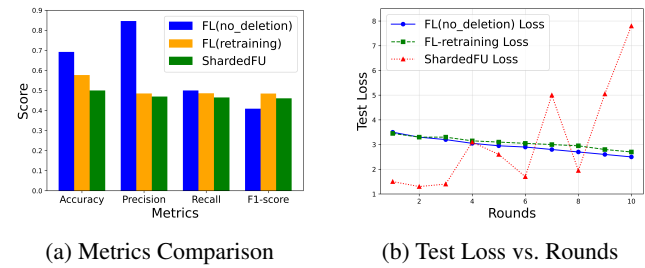 0.9
0.8
0.7
0.6
0.5
0.4
0.3
0.2
0.1
0.0
Score
FL(no_deletion)
FL(retraining)
ShardedFU
Accuracy Precision Recall F1-score
Metrics
(a) Metrics Comparison
8
7
6
5
4
3
2
1
Test Loss
FL(no_deletion) Loss
FL-retraining Loss
ShardedFU Loss
2 4 6 8 10
Rounds
(b) Test Loss vs. Rounds